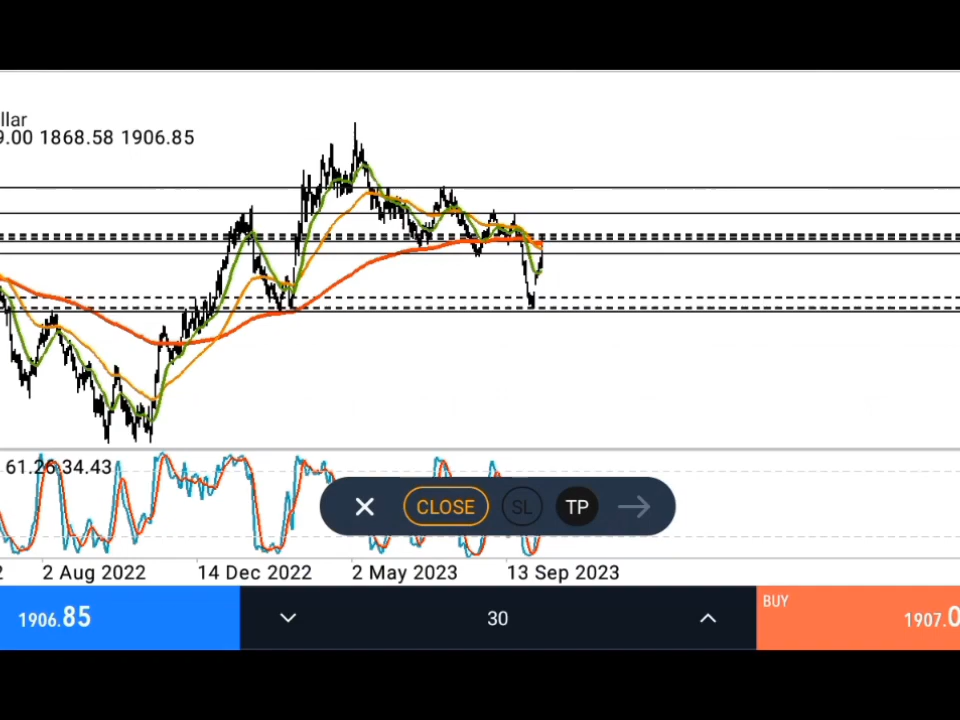 llar
9.00 1868.58 1906.85
61.26 34.43
CLOSE SL TP
2 2 Aug 2022 14 Dec 2022 2 May 2023 13 Sep 2023
BUY
1906.85 30 1907.0